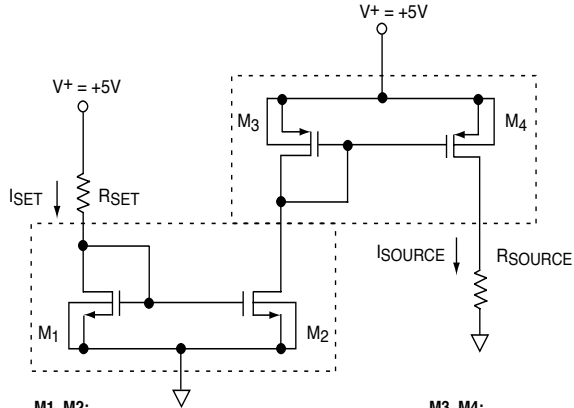 V+ = +5V
V+ = +5V
M3
M4
ISET
RSET
ISOURCE
RSOURCE
M1
M2
M1, M2:
M3, M4: